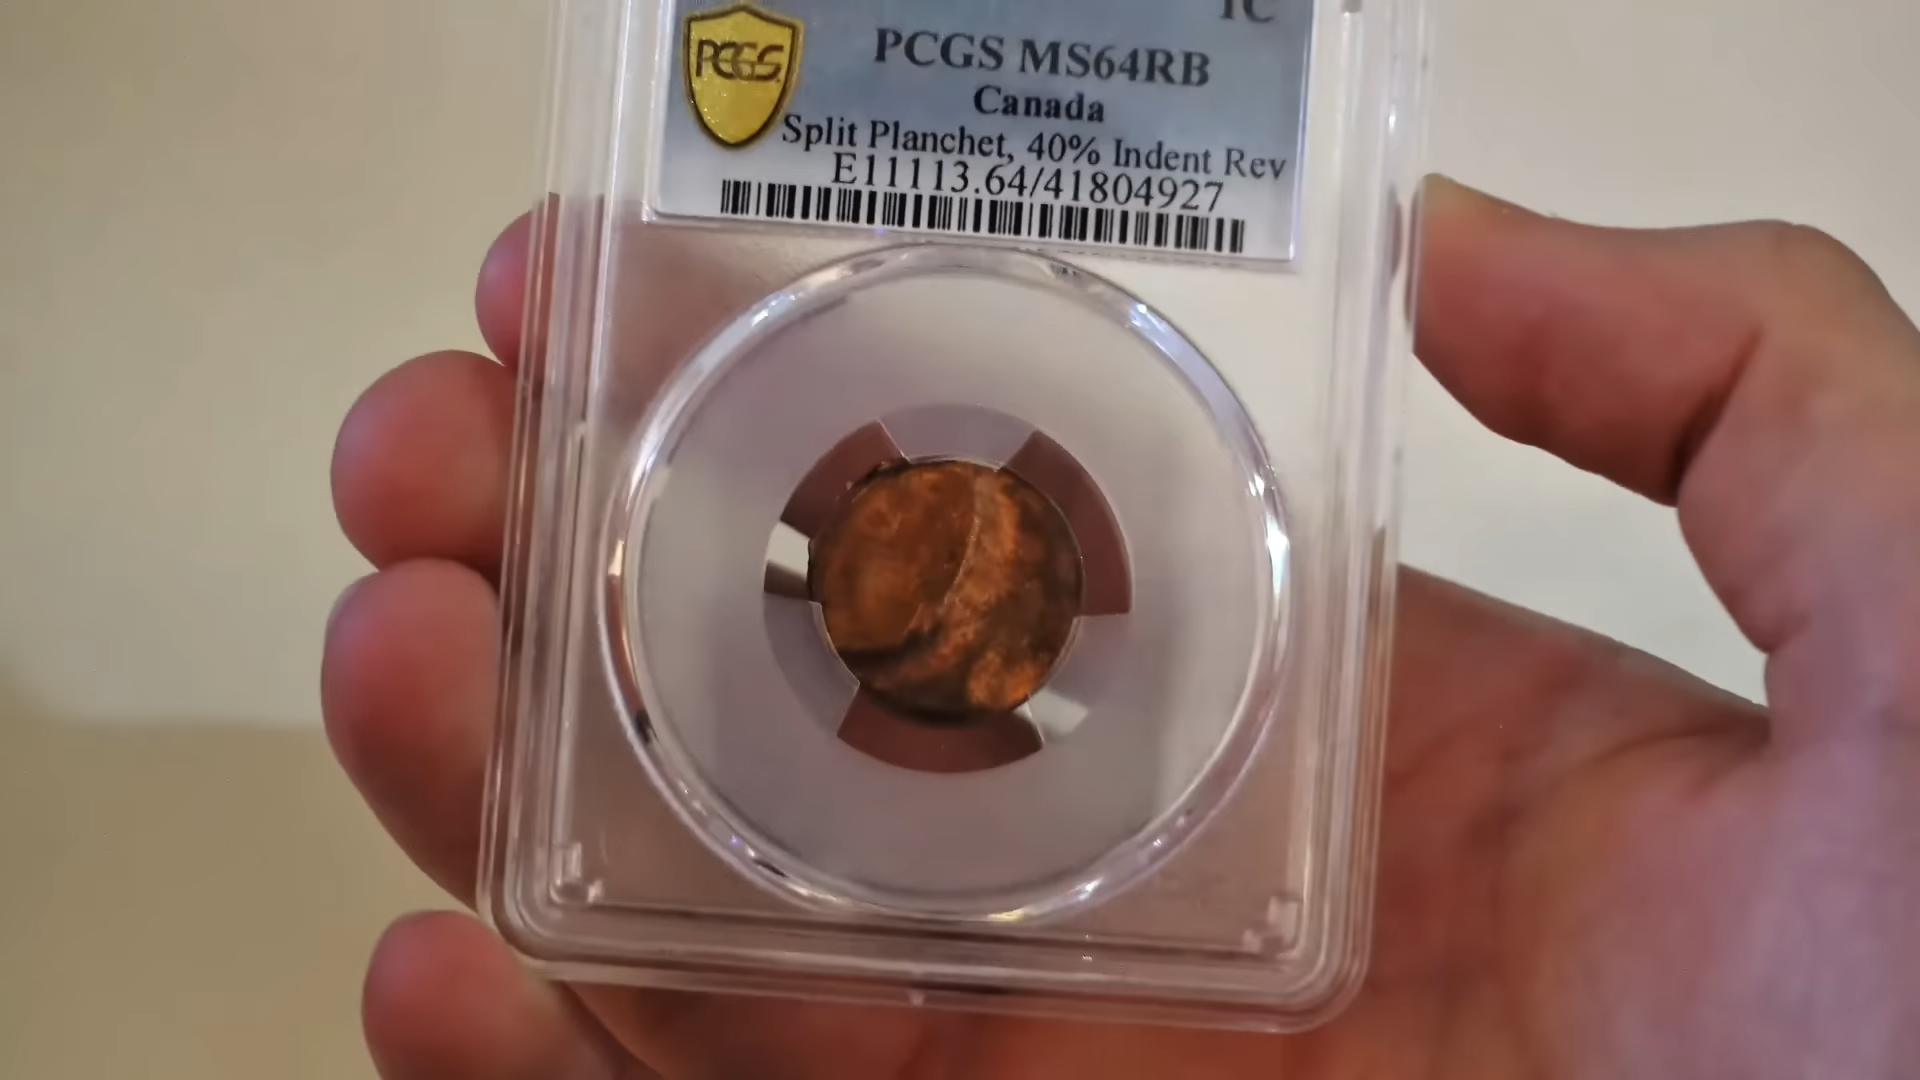 1C
PCGS
PCGS MS64RB
Canada
Split Planchet, 40% Indent Rev
E11113.64/41804927